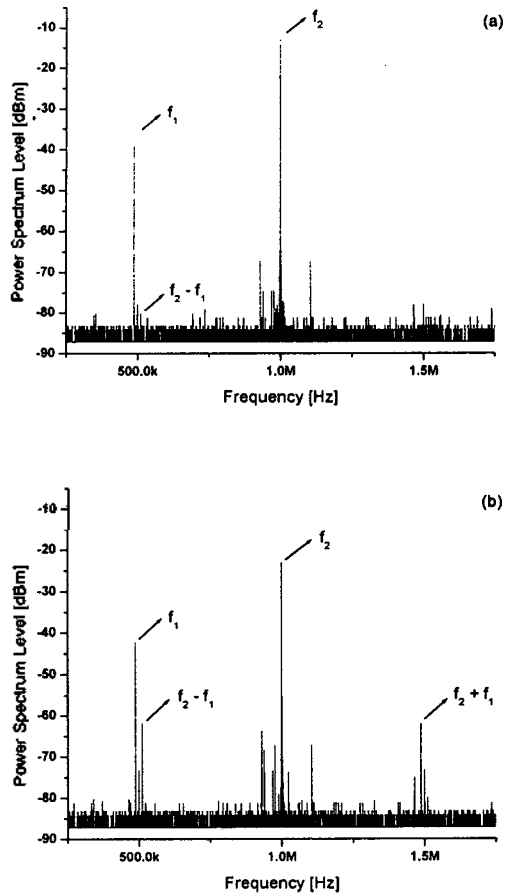 (a)
f2
f1
f2 - f1
Power Spectrum Level [dBm]
-5
-10
-20
-30
-40
-50
-60
-70
-80
-90
500.0k
1.0M
1.5M
Frequency [Hz]
(b)
f2
f1
f2 - f1
f2 + f1
Power Spectrum Level [dBm]
-10
-20
-30
-40
-50
-60
-70
-80
-90
500.0k
1.0M
1.5M
Frequency [Hz]